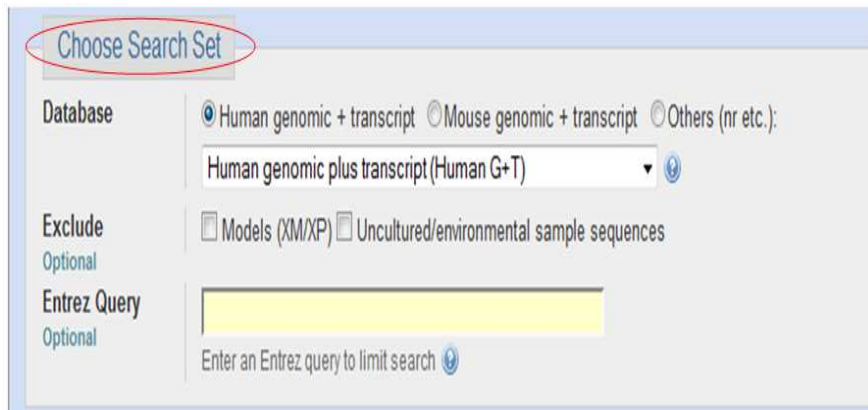 Choose Search Set
Database Human genomic + transcript Mouse genomic + transcript Others (nr etc.):
Human genomic plus transcript (Human G+T)
Exclude Models (XM/XP) Uncultured/environmental sample sequences
Optional
Entrez Query
Optional
Enter an Entrez query to limit search